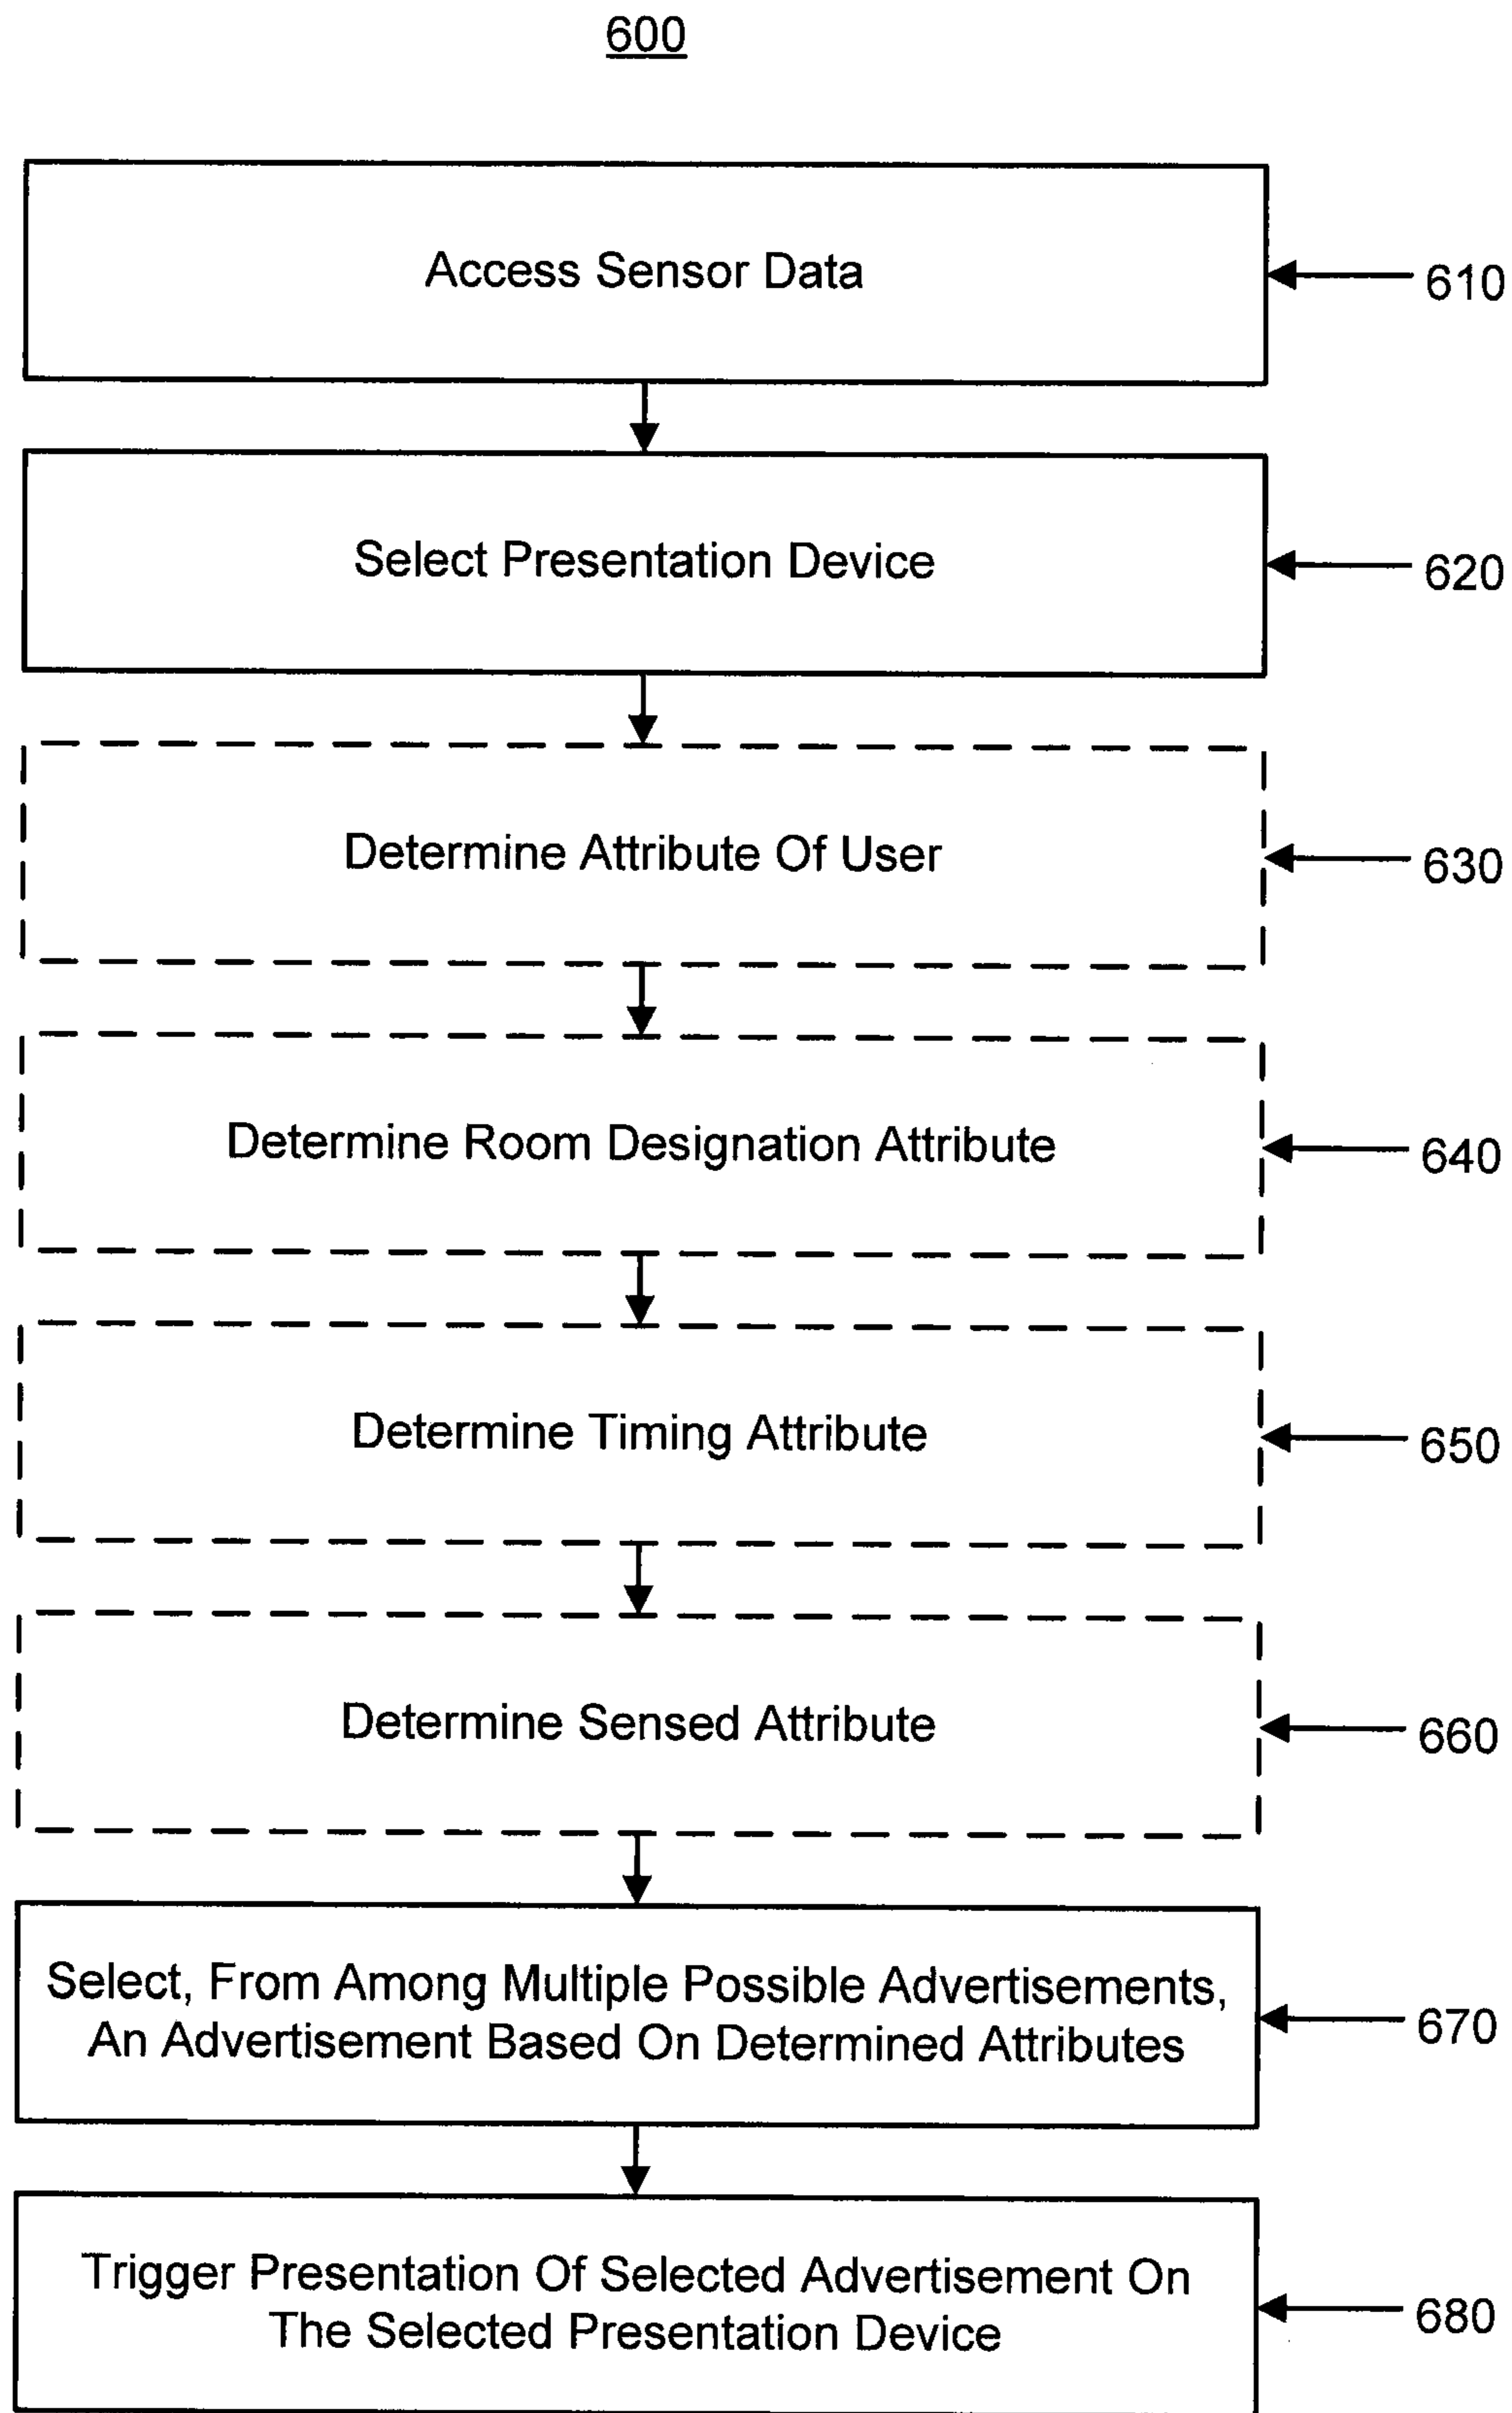 600
Access Sensor Data
610
Select Presentation Device
620
Determine Attribute Of User
630
Determine Room Designation Attribute
640
Determine Timing Attribute
650
Determine Sensed Attribute
660
Select, From Among Multiple Possible Advertisements,
An Advertisement Based On Determined Attributes
670
Trigger Presentation Of Selected Advertisement On
The Selected Presentation Device
680